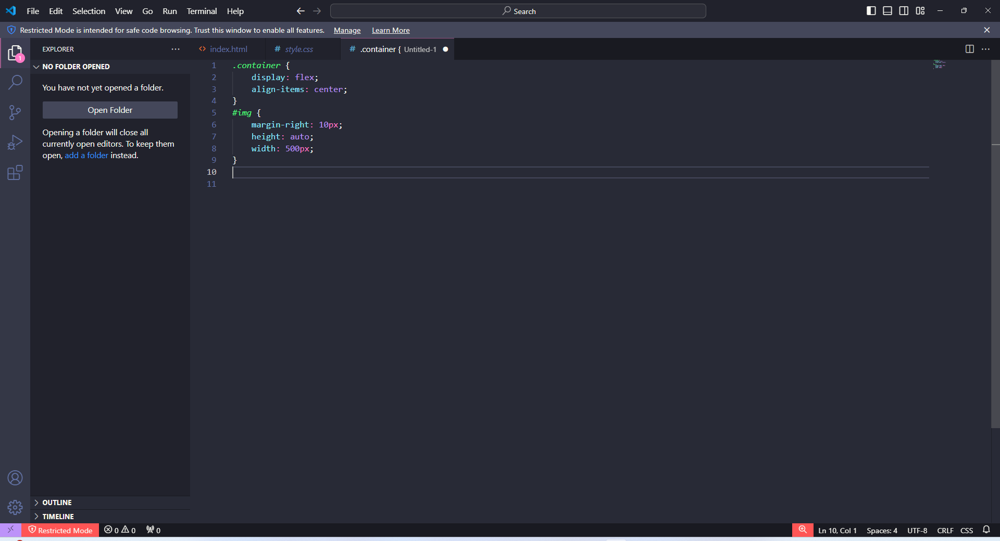 File Edit Selection View Go Run Terminal Help Search
Restricted Mode is intended for safe code browsing. Trust this window to enable all features. Manage Learn More
EXPLORER
index.html # style.css # .container { Untitled-1
1
NO FOLDER OPENED
You have not yet opened a folder.
Open Folder
Opening a folder will close all
currently open editors. To keep them
open, add a folder instead.
1 .container {
2 display: flex;
3 align-items: center;
4 }
5 #img {
6 margin-right: 10px;
7 height: auto;
8 width: 500px;
9 }
10
11
OUTLINE
TIMELINE
Restricted Mode 0 0 0 Ln 10, Col 1 Spaces: 4 UTF-8 CRLF CSS